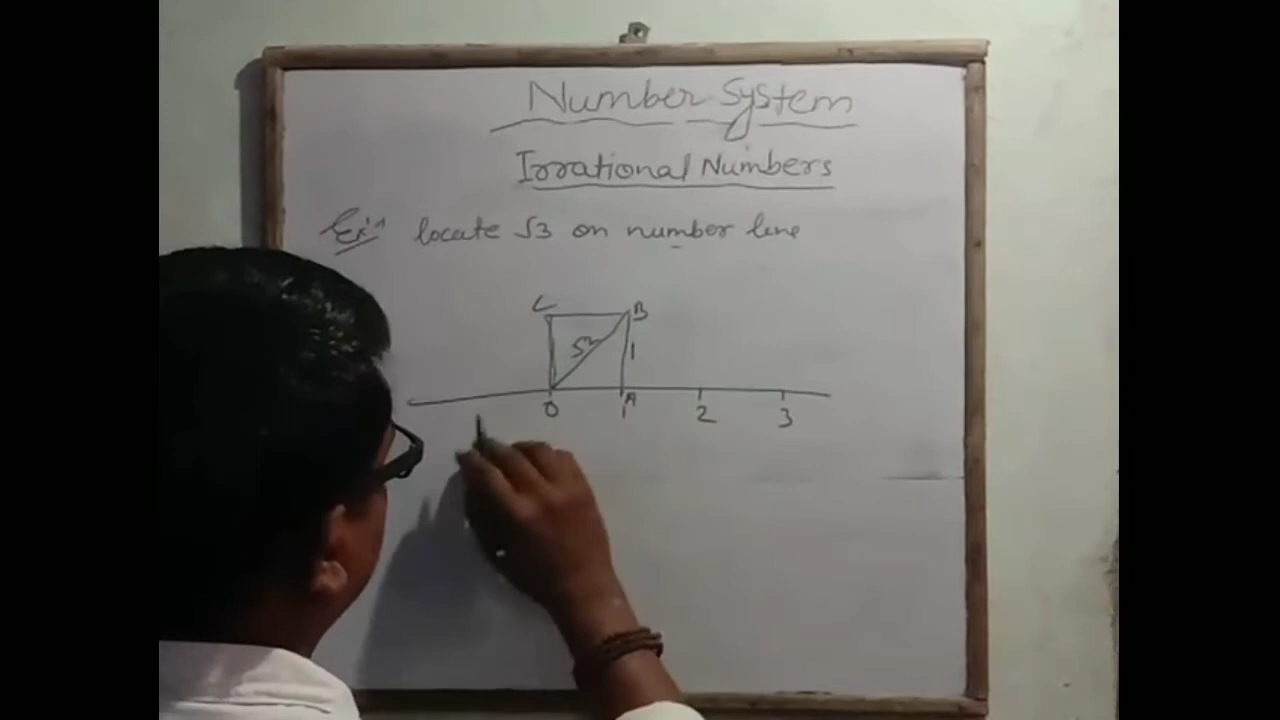 Number System
Irrational Numbers
Ex:-1 locate √3 on number line
C B
√2 1
0 1 A 2 3